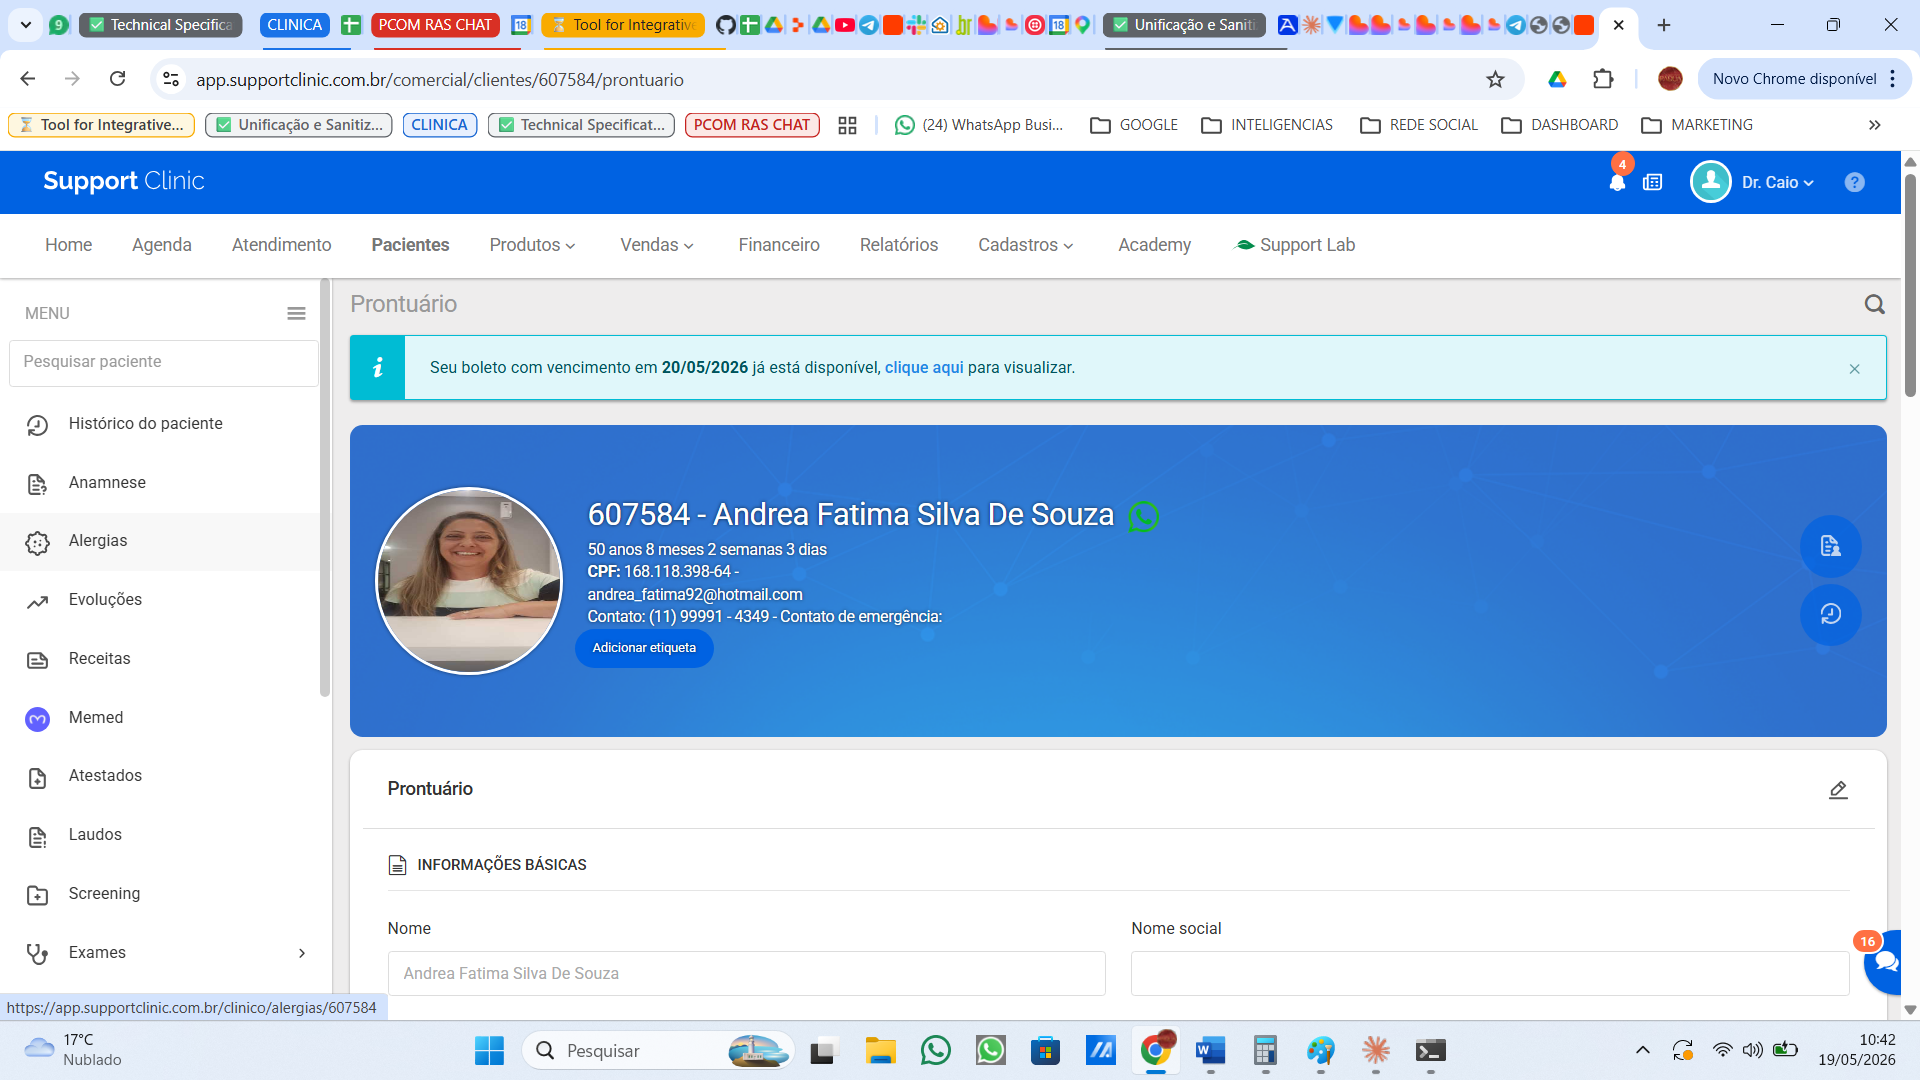 9
Technical Specifica
CLINICA
PCOM RAS CHAT
18
Tool for Integrative
18
Unificação e Saniti
app.supportclinic.com.br/comercial/clientes/607584/prontuario
Novo Chrome disponível
Tool for Integrative...
Unificação e Sanitiz...
CLINICA
Technical Specificat...
PCOM RAS CHAT
(24) WhatsApp Busi...
GOOGLE
INTELIGENCIAS
REDE SOCIAL
DASHBOARD
MARKETING
Support Clinic
4
Dr. Caio
?
Home
Agenda
Atendimento
Pacientes
Produtos
Vendas
Financeiro
Relatórios
Cadastros
Academy
Support Lab
MENU
Pesquisar paciente
Histórico do paciente
Anamnese
Alergias
Evoluções
Receitas
Memed
Atestados
Laudos
Screening
Exames
https://app.supportclinic.com.br/clinico/alergias/607584
Prontuário
Seu boleto com vencimento em 20/05/2026 já está disponível, clique aqui para visualizar.
607584 - Andrea Fatima Silva De Souza
50 anos 8 meses 2 semanas 3 dias
CPF: 168.118.398-64 -
andrea_fatima92@hotmail.com
Contato: (11) 99991 - 4349 - Contato de emergência:
Adicionar etiqueta
Prontuário
INFORMAÇÕES BÁSICAS
Nome
Nome social
Andrea Fatima Silva De Souza
16
17°C
Nublado
Pesquisar
10:42
19/05/2026